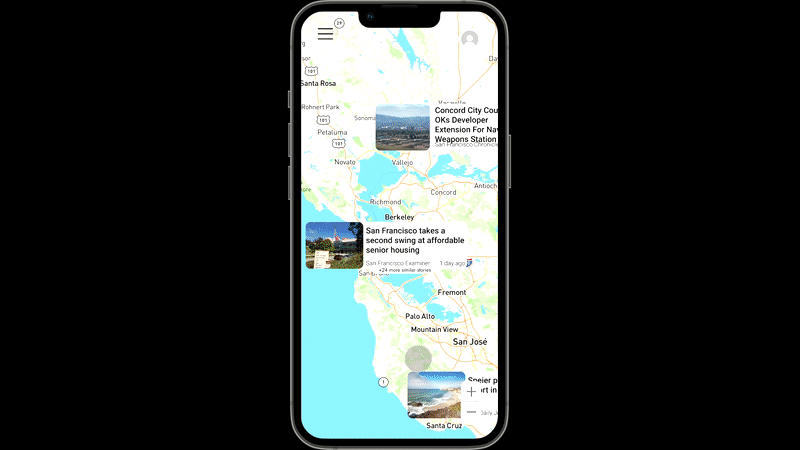 29
101
Santa Rosa
Rohnert Park
101
Petaluma
101
Novato
Vallejo
Concord City Cou
OKs Developer
Extension For Nav
Weapons Station
San Francisco Chronicle
Concord
Antioch
Richmond
Berkeley
San Francisco takes a
second swing at affordable
senior housing
San Francisco Examiner
1 day ago
+24 more similar stories
Fremont
Palo Alto
Mountain View
San José
1
Speier p
rt in
Daily J
+
−
Santa Cruz